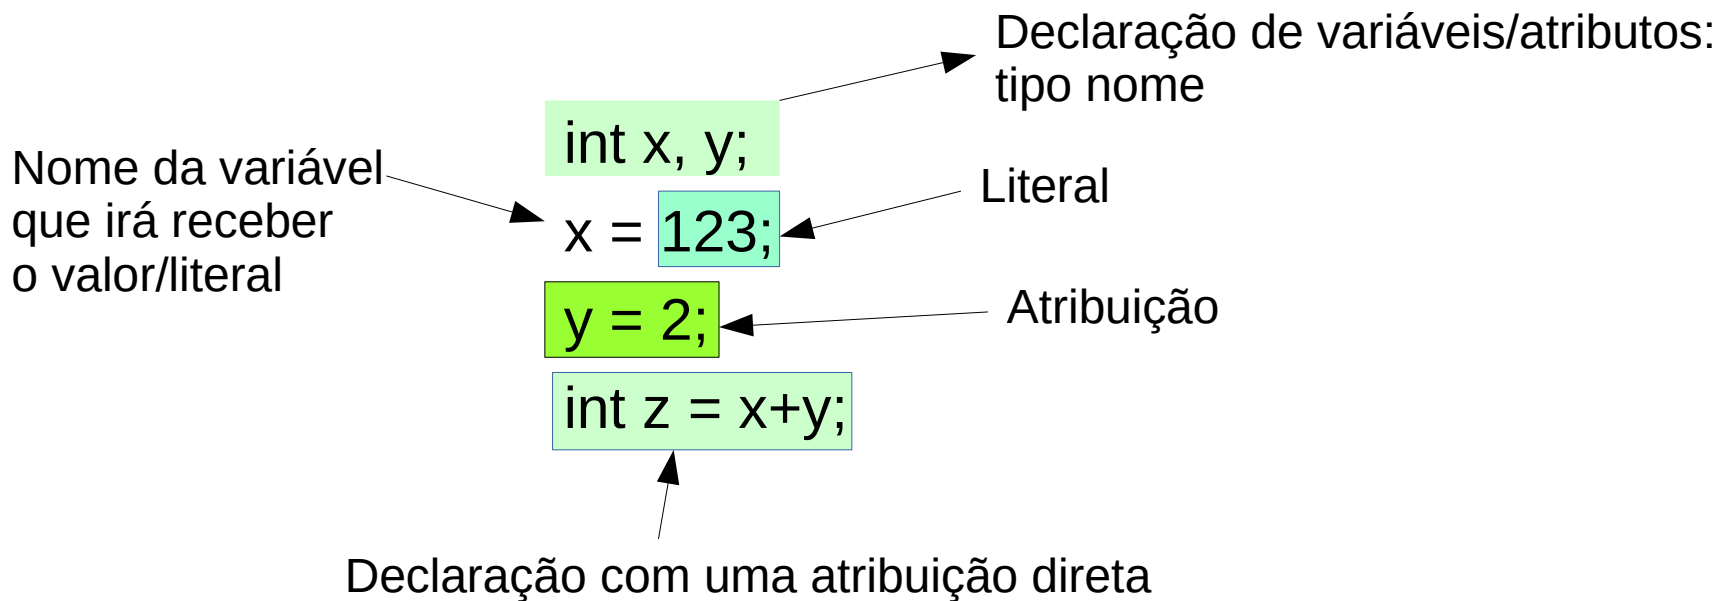 Declaração de variáveis/atributos:
tipo nome
int x, y;
Nome da variável
que irá receber
o valor/literal
x = 123;
Literal
y = 2;
Atribuição
int z = x+y;
Declaração com uma atribuição direta